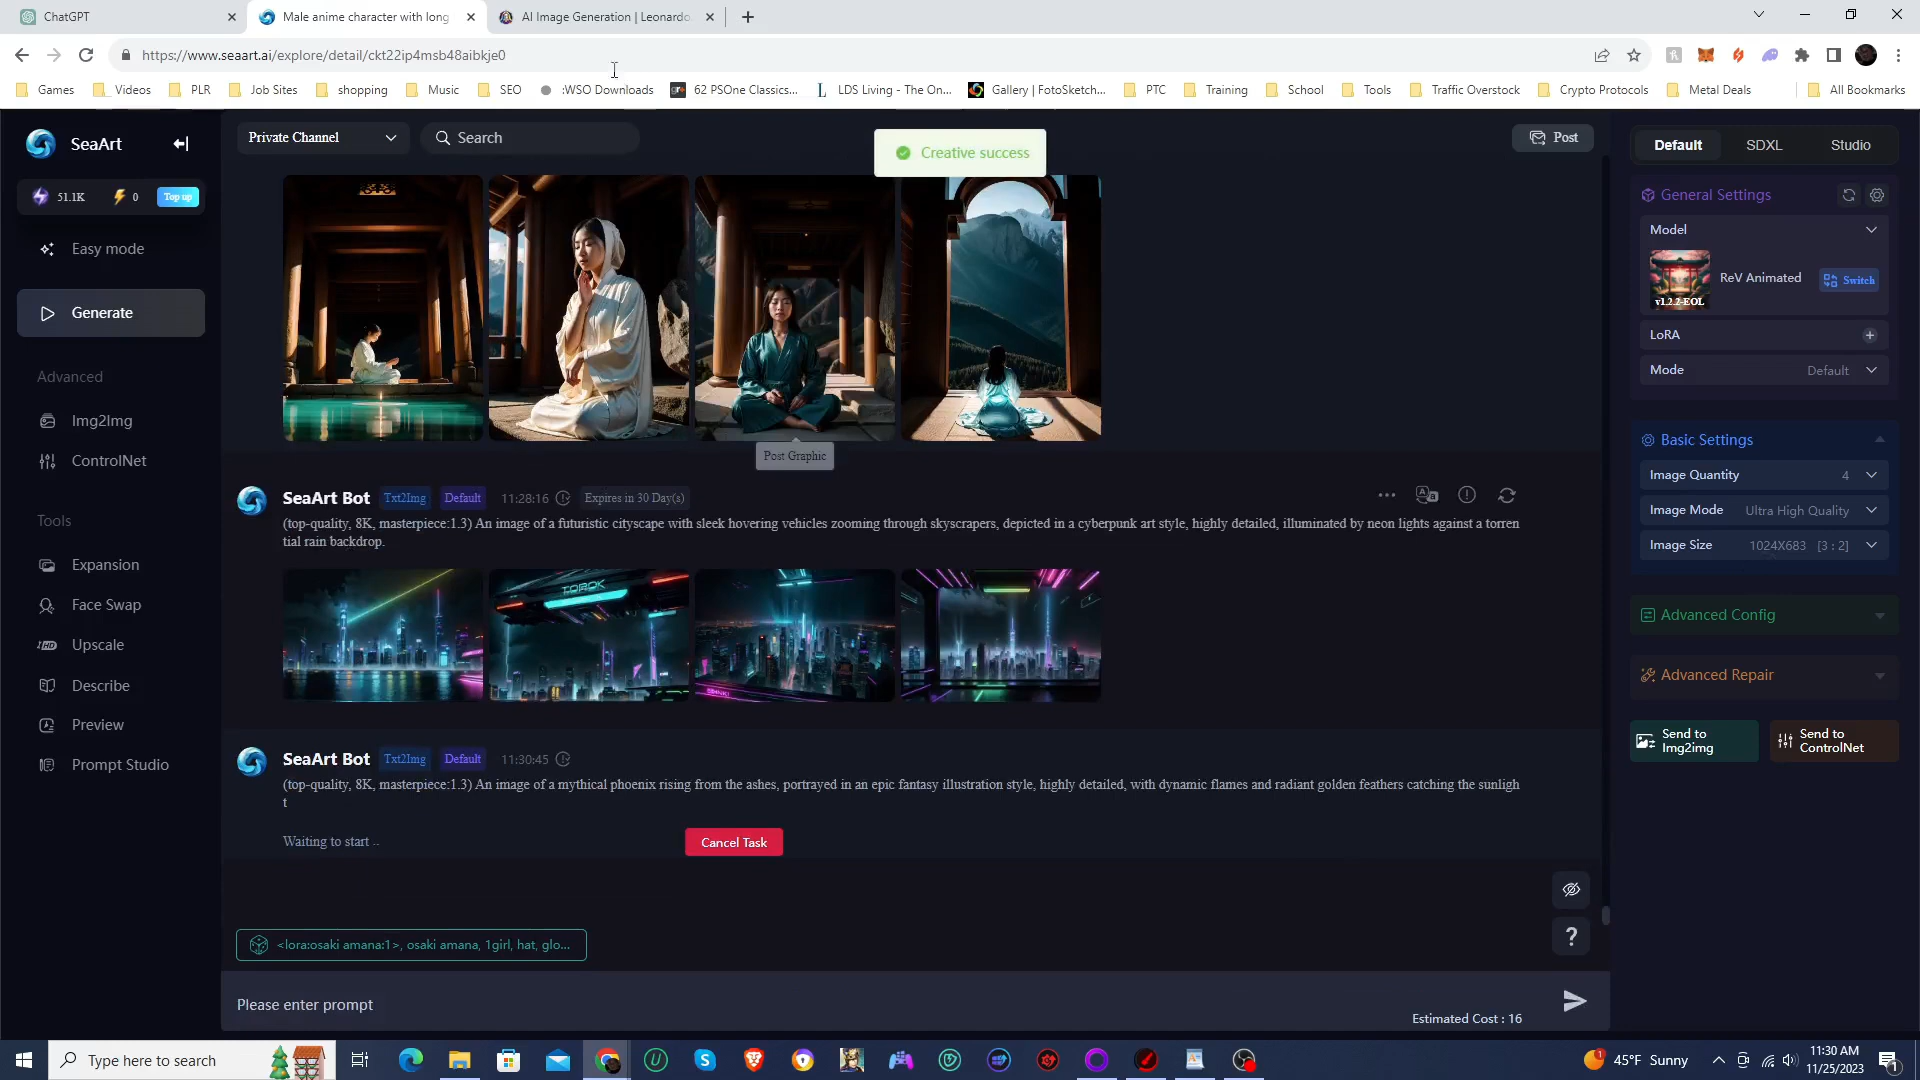 ChatGPT
Male anime character with long
AI Image Generation | Leonardo
https://www.seaart.ai/explore/detail/ckt22ip4msb48aibkje0
Games
Videos
PLR
Job Sites
shopping
Music
SEO
:WSO Downloads
62 PSOne Classics...
LDS Living - The On...
Gallery | FotoSketch...
PTC
Training
School
Tools
Traffic Overstock
Crypto Protocols
Metal Deals
All Bookmarks
SeaArt
51.1K
0
Top up
Easy mode
Generate
Advanced
Img2Img
ControlNet
Tools
Expansion
Face Swap
Upscale
Describe
Preview
Prompt Studio
Private Channel
Search
Creative success
Post
Post Graphic
SeaArt Bot Txt2Img Default 11:28:16 Expires in 30 Day(s)
(top-quality, 8K, masterpiece:1.3) An image of a futuristic cityscape with sleek hovering vehicles zooming through skyscrapers, depicted in a cyberpunk art style, highly detailed, illuminated by neon lights against a torren
tial rain backdrop.
SeaArt Bot Txt2Img Default 11:30:45
(top-quality, 8K, masterpiece:1.3) An image of a mythical phoenix rising from the ashes, portrayed in an epic fantasy illustration style, highly detailed, with dynamic flames and radiant golden feathers catching the sunligh
t
Waiting to start ..
Cancel Task
<lora:osaki amana:1>, osaki amana, 1girl, hat, glo...
Please enter prompt
Estimated Cost : 16
Default
SDXL
Studio
General Settings
Model
ReV Animated
Switch
v1.2.2-EOL
LoRA
Mode Default
Basic Settings
Image Quantity 4
Image Mode Ultra High Quality
Image Size 1024X683 [3 : 2]
Advanced Config
Advanced Repair
Send to
Img2img
Send to
ControlNet
?
Type here to search
45°F Sunny
11:30 AM
11/25/2023